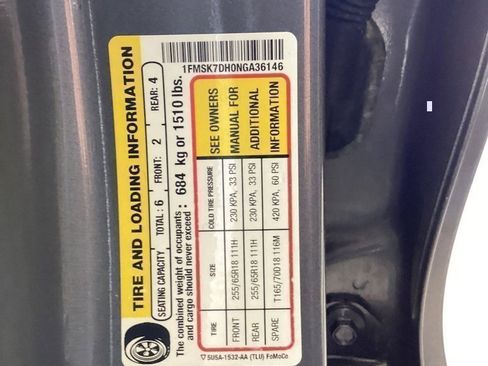 1FMSK7DH0NGA36146
TIRE AND LOADING INFORMATION
SEATING CAPACITY TOTAL : 6 FRONT: 2 REAR: 4
The combined weight of occupants
and cargo should never exceed : 684 kg or 1510 lbs.
TIRE SIZE COLD TIRE PRESSURE
FRONT 255/65R18 111H 230 KPA, 33 PSI
REAR 255/65R18 111H 230 KPA, 33 PSI
SPARE T165/70D18 116M 420 KPA, 60 PSI
SEE OWNERS
MANUAL FOR
ADDITIONAL
INFORMATION
5U5A-1532-AA (TLU) FoMoCo